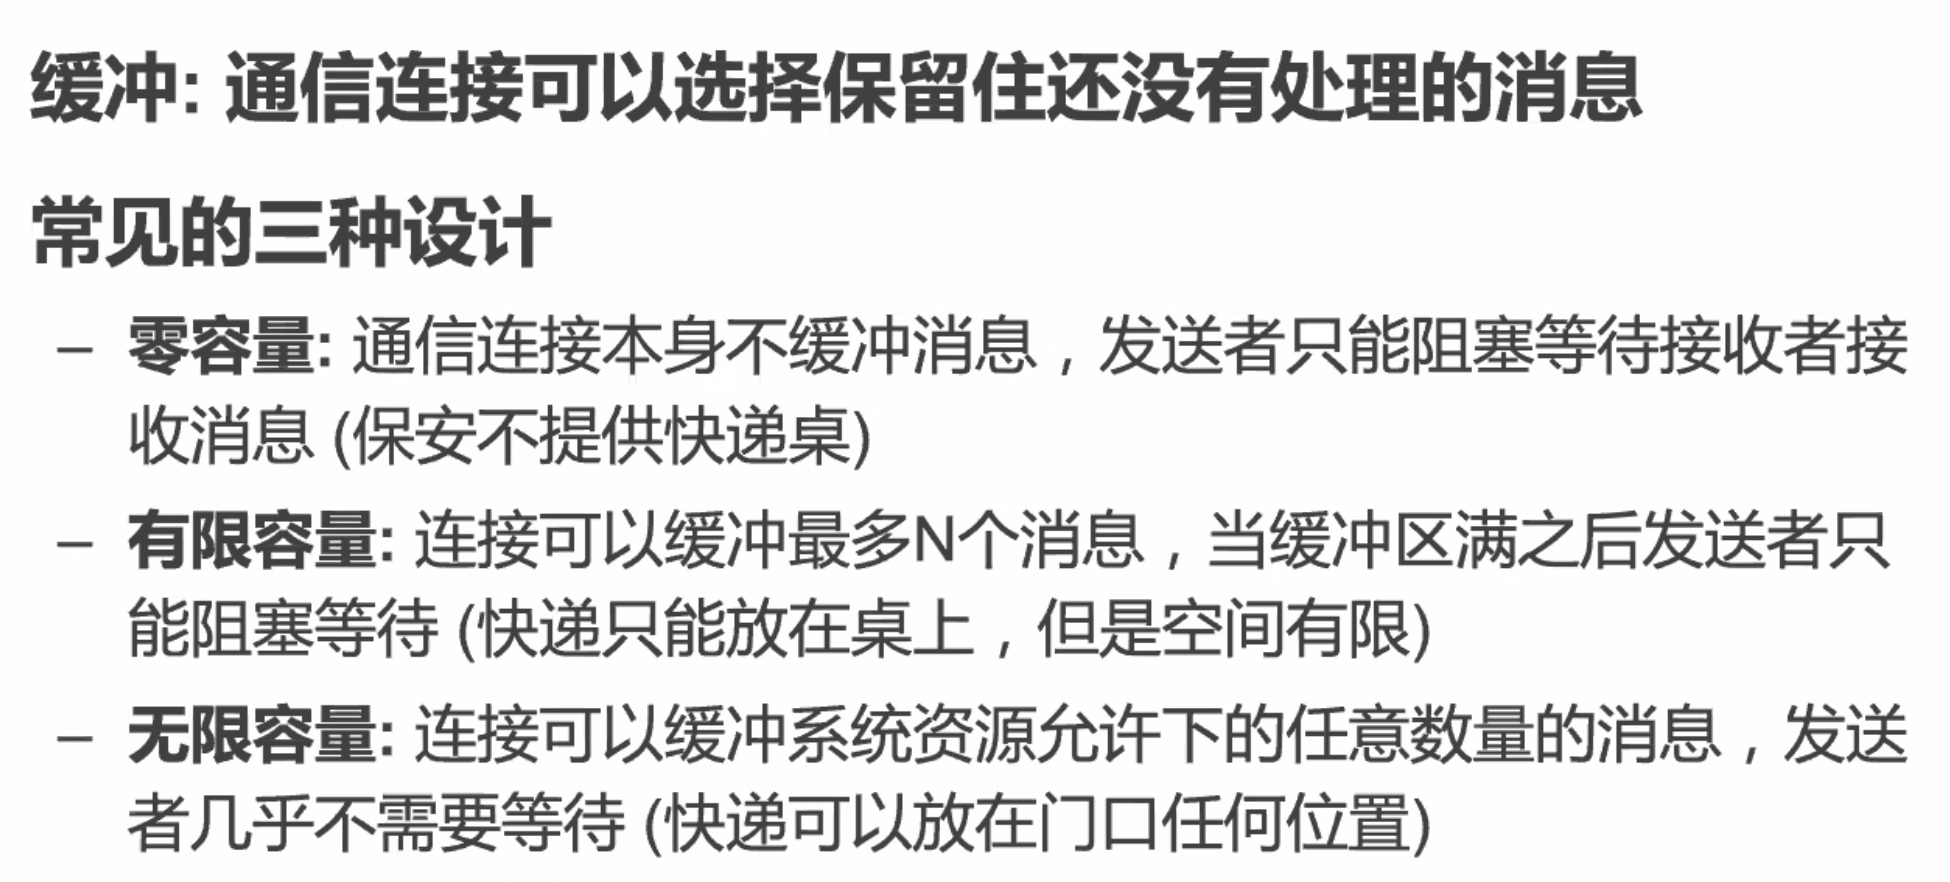 缓冲: 通信连接可以选择保留住还没有处理的消息
常见的三种设计
– 零容量: 通信连接本身不缓冲消息，发送者只能阻塞等待接收者接
收消息 (保安不提供快递桌)
– 有限容量: 连接可以缓冲最多N个消息，当缓冲区满之后发送者只
能阻塞等待 (快递只能放在桌上，但是空间有限)
– 无限容量: 连接可以缓冲系统资源允许下的任意数量的消息，发送
者几乎不需要等待 (快递可以放在门口任何位置)